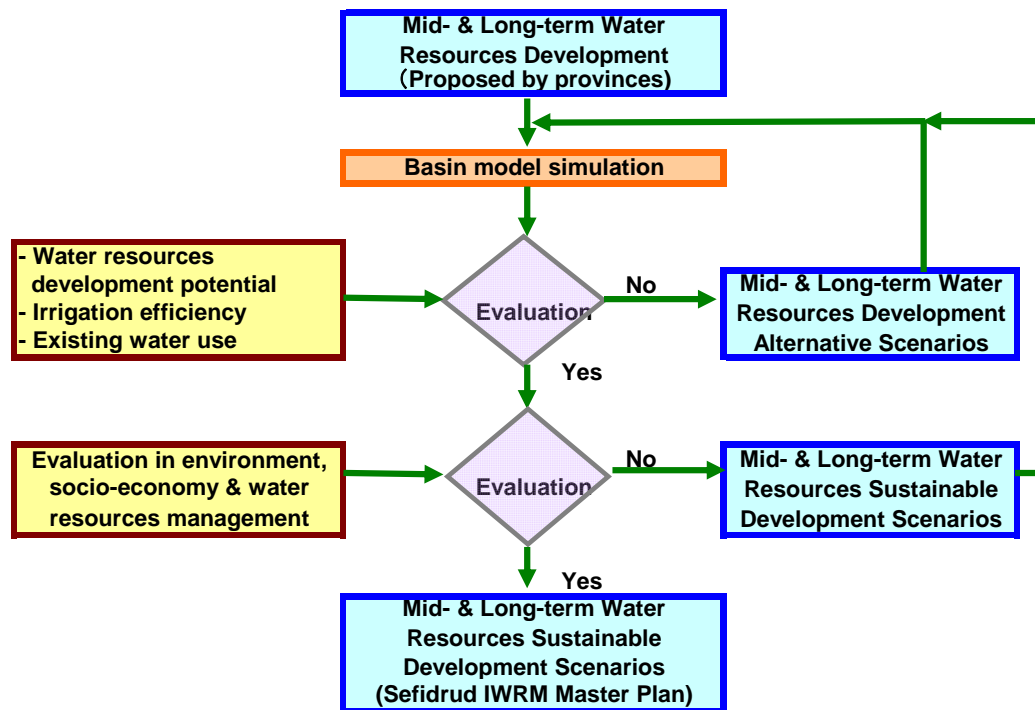 Mid- & Long-term Water
Resources Development
（Proposed by provinces)
Basin model simulation
- Water resources
development potential
- Irrigation efficiency
- Existing water use
Evaluation
No
Mid- & Long-term Water
Resources Development
Alternative Scenarios
Yes
Evaluation in environment,
socio-economy & water
resources management
Evaluation
No
Mid- & Long-term Water
Resources Sustainable
Development Scenarios
Yes
Mid- & Long-term Water
Resources Sustainable
Development Scenarios
(Sefidrud IWRM Master Plan)